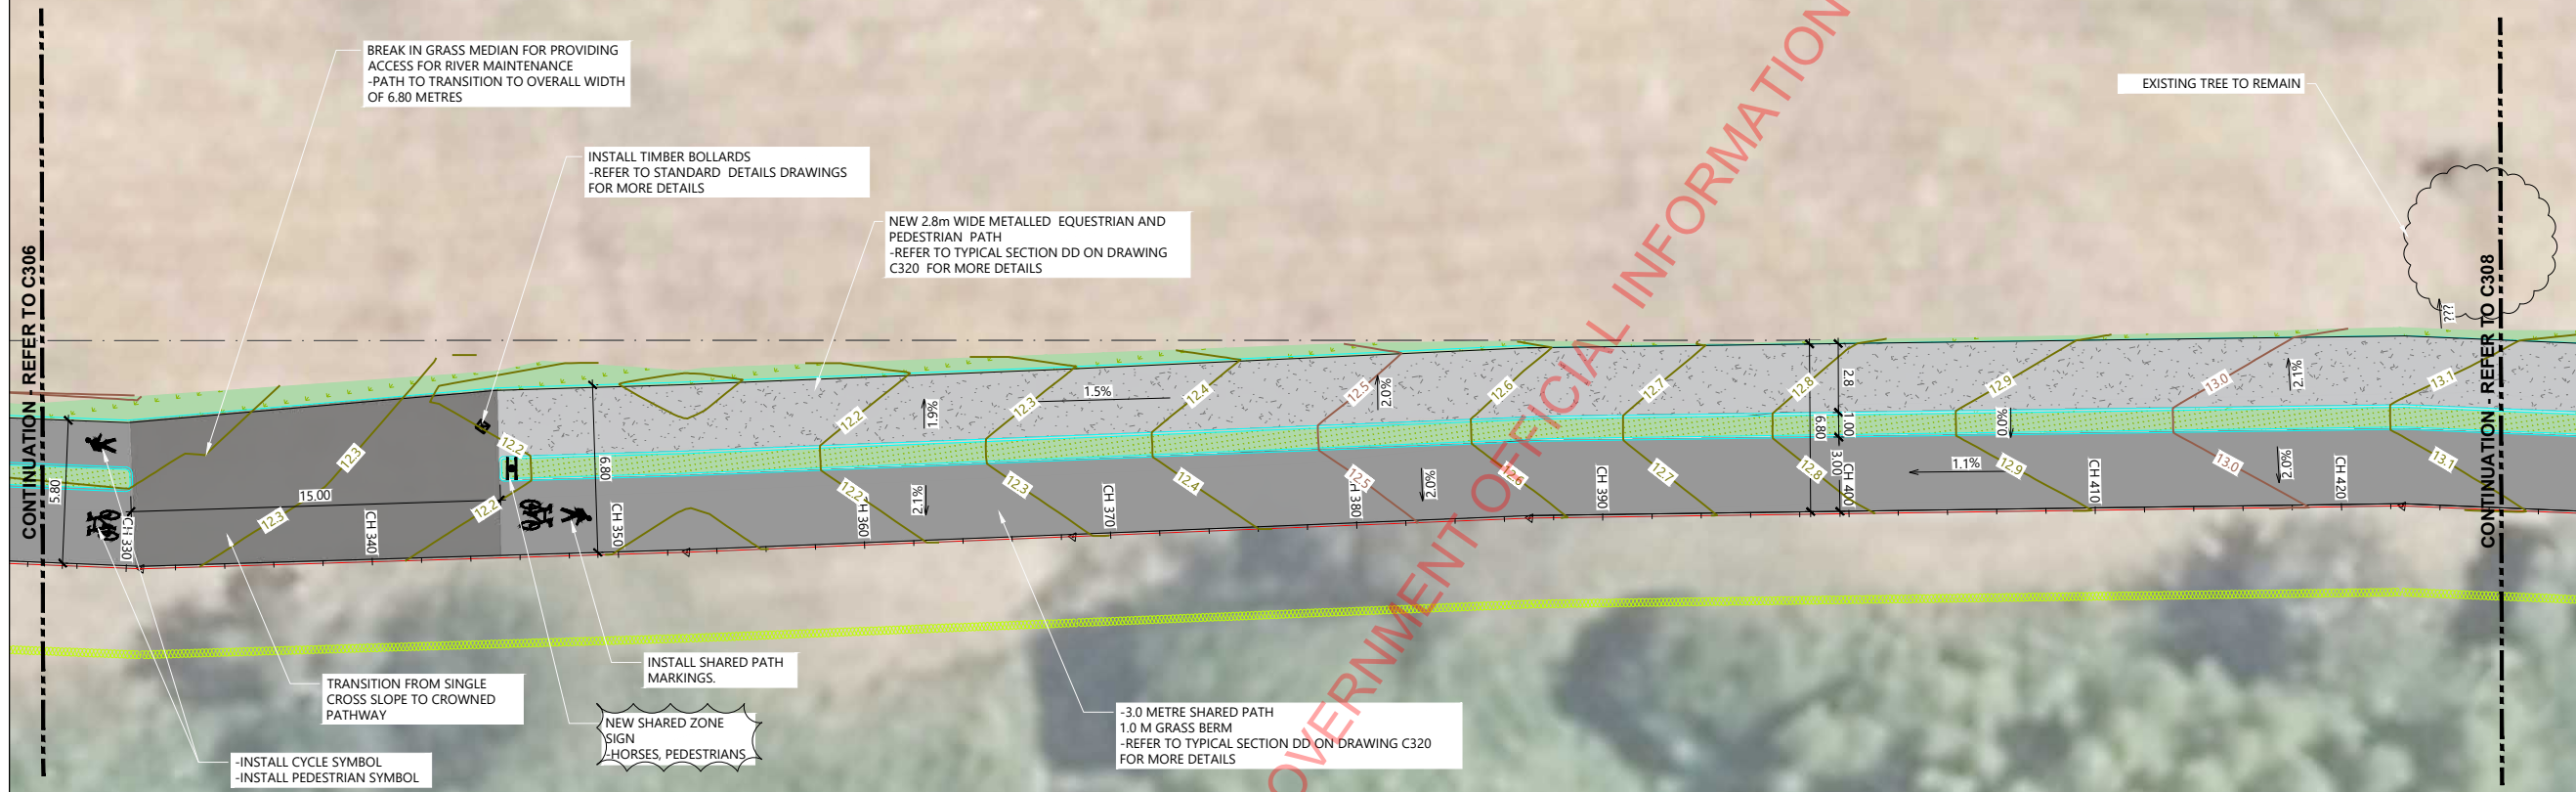 CONTINUATION - REFER TO C306
BREAK IN GRASS MEDIAN FOR PROVIDING
ACCESS FOR RIVER MAINTENANCE
-PATH TO TRANSITION TO OVERALL WIDTH
OF 6.80 METRES
INSTALL TIMBER BOLLARDS
-REFER TO STANDARD DETAILS DRAWINGS
FOR MORE DETAILS
NEW 2.8m WIDE METALLED EQUESTRIAN AND
PEDESTRIAN PATH
-REFER TO TYPICAL SECTION DD ON DRAWING
C320 FOR MORE DETAILS
OVERNMENT OFFICIAL INFORMATION
EXISTING TREE TO REMAIN
CONTINUATION - REFER TO C308
???
5.80
15.00
12.3
12.3
12.2
12.2
6.80
12.2
12.2
1.9%
2.1%
12.3
12.3
1.5%
12.4
12.4
12.5
12.5
2.0%
2.0%
12.6
12.6
12.7
12.7
12.8
12.8
2.8
1.00
6.80
3.00
12.9
12.9
0.0%
1.1%
13.0
13.0
2.1%
2.0%
13.1
13.1
CH 330
CH 340
CH 350
CH 360
CH 370
CH 380
CH 390
CH 400
CH 410
CH 420
INSTALL SHARED PATH
MARKINGS.
TRANSITION FROM SINGLE
CROSS SLOPE TO CROWNED
PATHWAY
NEW SHARED ZONE
SIGN
-HORSES, PEDESTRIANS
-3.0 METRE SHARED PATH
1.0 M GRASS BERM
-REFER TO TYPICAL SECTION DD ON DRAWING C320
FOR MORE DETAILS
-INSTALL CYCLE SYMBOL
-INSTALL PEDESTRIAN SYMBOL